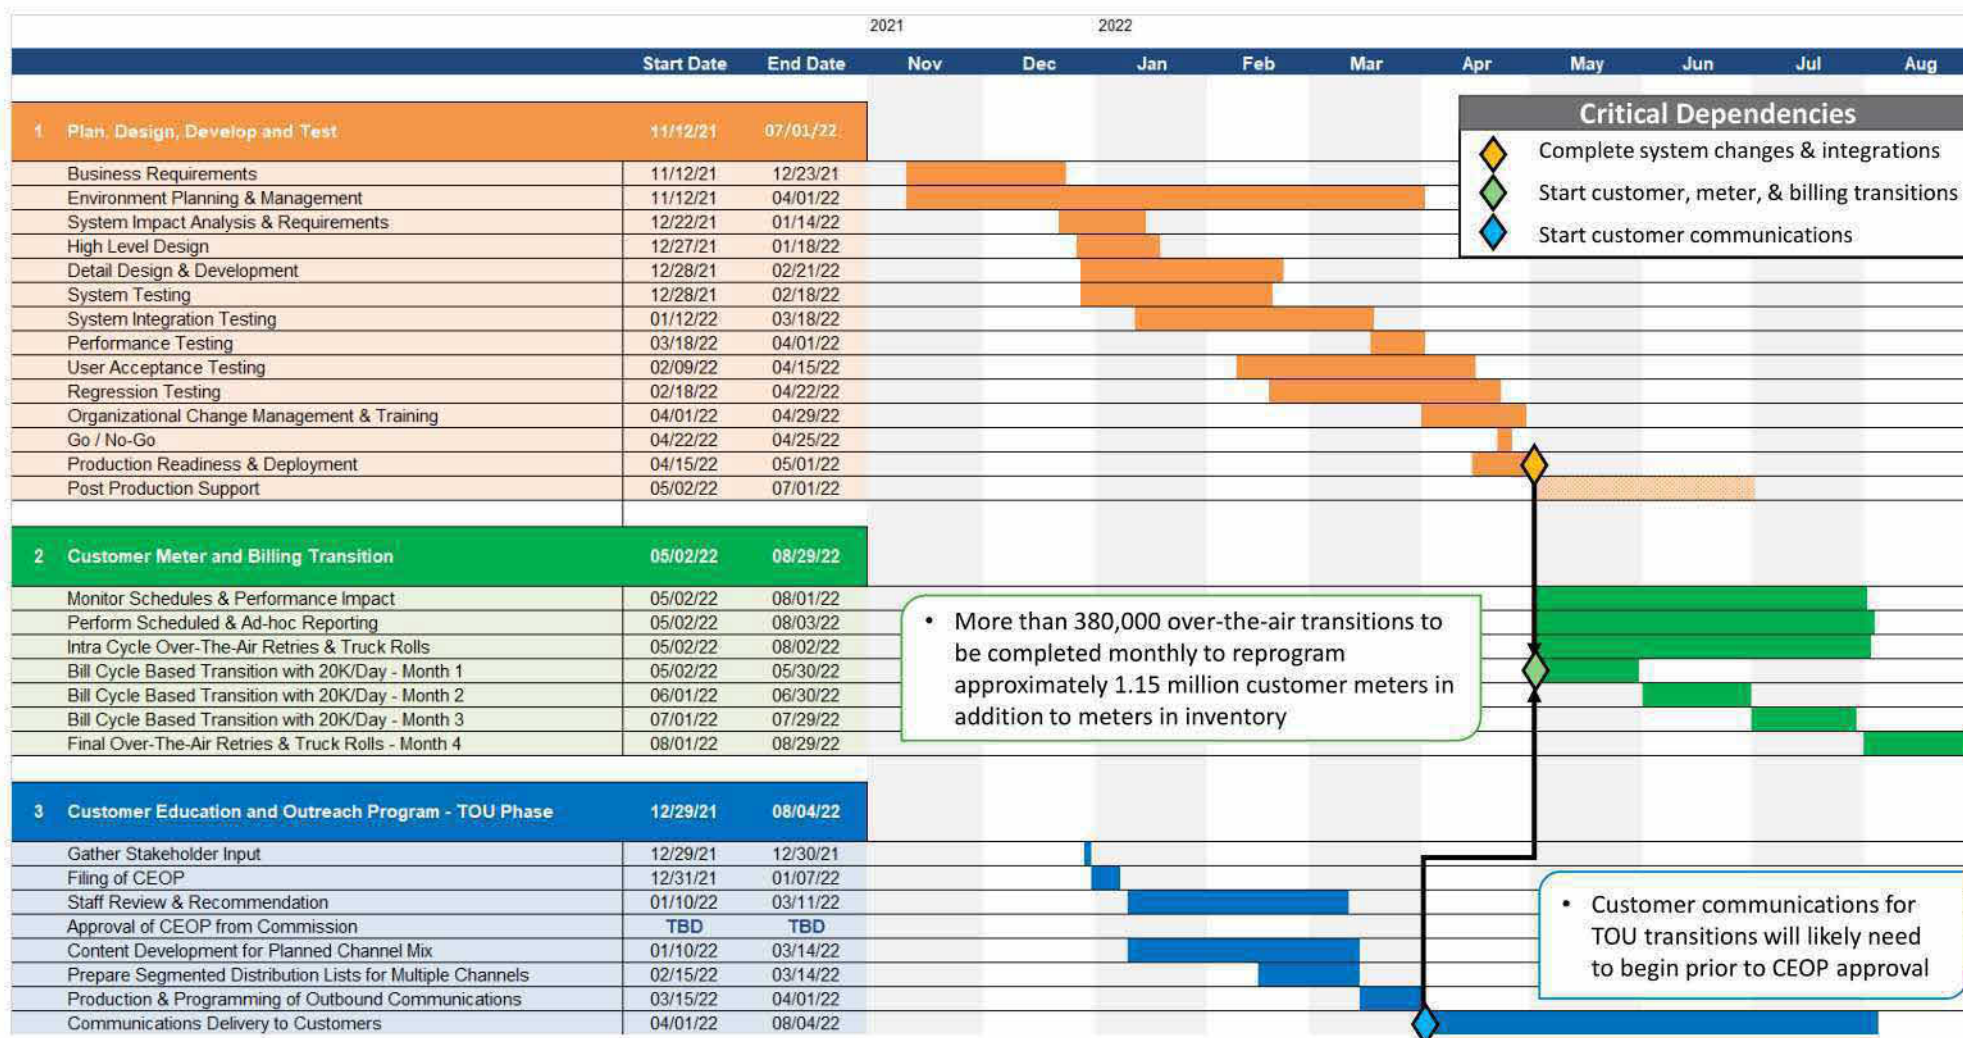 2021 2022
Start Date End Date Nov Dec Jan Feb Mar Apr May Jun Jul Aug
Critical Dependencies
Complete system changes & integrations
Start customer, meter, & billing transitions
Start customer communications
1 Plan, Design, Develop and Test 11/12/21 07/01/22
Business Requirements 11/12/21 12/23/21
Environment Planning & Management 11/12/21 04/01/22
System Impact Analysis & Requirements 12/22/21 01/14/22
High Level Design 12/27/21 01/18/22
Detail Design & Development 12/28/21 02/21/22
System Testing 12/28/21 02/18/22
System Integration Testing 01/12/22 03/18/22
Performance Testing 03/18/22 04/01/22
User Acceptance Testing 02/09/22 04/15/22
Regression Testing 02/18/22 04/22/22
Organizational Change Management & Training 04/01/22 04/29/22
Go / No-Go 04/22/22 04/25/22
Production Readiness & Deployment 04/15/22 05/01/22
Post Production Support 05/02/22 07/01/22
2 Customer Meter and Billing Transition 05/02/22 08/29/22
Monitor Schedules & Performance Impact 05/02/22 08/01/22
Perform Scheduled & Ad-hoc Reporting 05/02/22 08/03/22
Intra Cycle Over-The-Air Retries & Truck Rolls 05/02/22 08/02/22
Bill Cycle Based Transition with 20K/Day - Month 1 05/02/22 05/30/22
Bill Cycle Based Transition with 20K/Day - Month 2 06/01/22 06/30/22
Bill Cycle Based Transition with 20K/Day - Month 3 07/01/22 07/29/22
Final Over-The-Air Retries & Truck Rolls - Month 4 08/01/22 08/29/22
• More than 380,000 over-the-air transitions to
be completed monthly to reprogram
approximately 1.15 million customer meters in
addition to meters in inventory
3 Customer Education and Outreach Program - TOU Phase 12/29/21 08/04/22
Gather Stakeholder Input 12/29/21 12/30/21
Filing of CEOP 12/31/21 01/07/22
Staff Review & Recommendation 01/10/22 03/11/22
Approval of CEOP from Commission TBD TBD
Content Development for Planned Channel Mix 01/10/22 03/14/22
Prepare Segmented Distribution Lists for Multiple Channels 02/15/22 03/14/22
Production & Programming of Outbound Communications 03/15/22 04/01/22
Communications Delivery to Customers 04/01/22 08/04/22
• Customer communications for
TOU transitions will likely need
to begin prior to CEOP approval